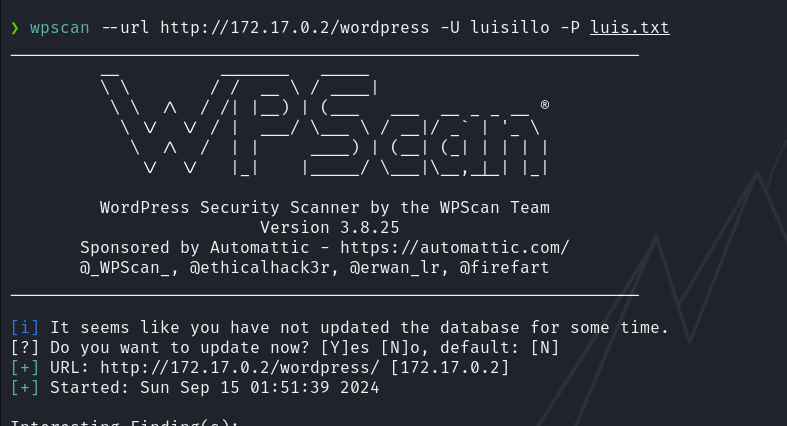 ❯ wpscan --url http://172.17.0.2/wordpress -U luisillo -P luis.txt
WPScan ®
WordPress Security Scanner by the WPScan Team
Version 3.8.25
Sponsored by Automattic - https://automattic.com/
@_WPScan_, @ethicalhack3r, @erwan_lr, @firefart
[i] It seems like you have not updated the database for some time.
[?] Do you want to update now? [Y]es [N]o, default: [N]
[+] URL: http://172.17.0.2/wordpress/ [172.17.0.2]
[+] Started: Sun Sep 15 01:51:39 2024
Interesting Finding(s):